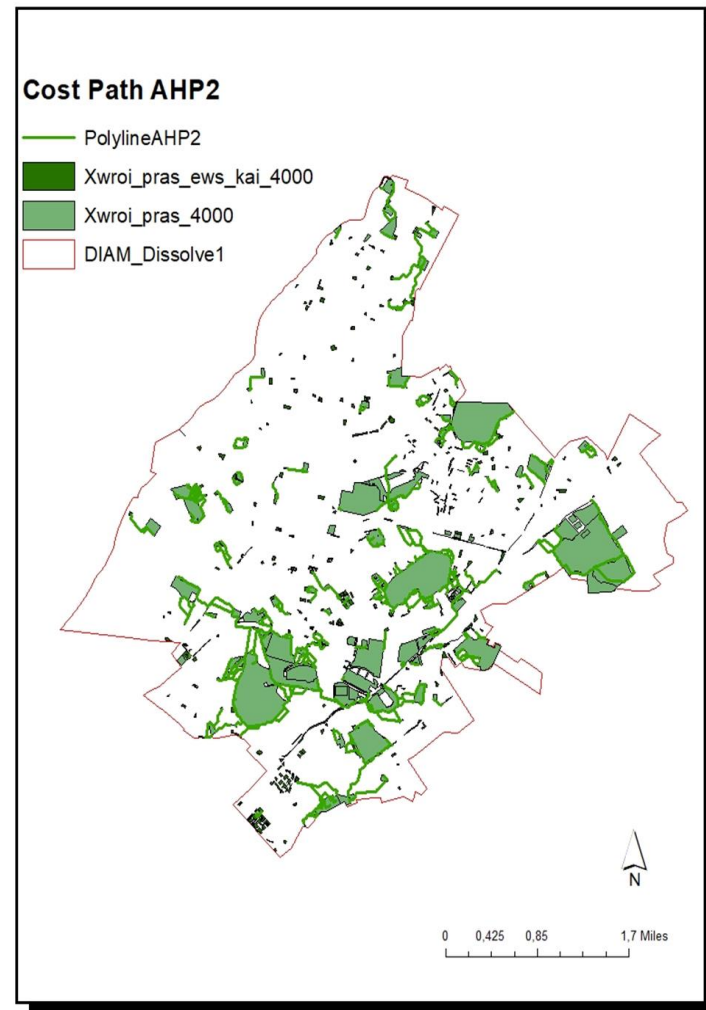 Cost Path AHP2
PolylineAHP2
Xwroi_pras_ews_kai_4000
Xwroi_pras_4000
DIAM_Dissolve1
N
0 0,425 0,85 1,7 Miles